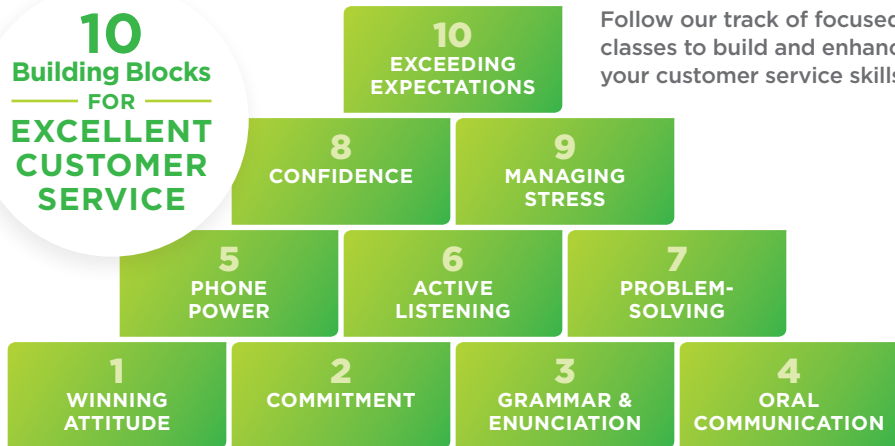 10
Building Blocks
FOR
EXCELLENT
CUSTOMER
SERVICE
Follow our track of focused
classes to build and enhanc
your customer service skills
10
EXCEEDING
EXPECTATIONS
8
CONFIDENCE
9
MANAGING
STRESS
5
PHONE
POWER
6
ACTIVE
LISTENING
7
PROBLEM-
SOLVING
1
WINNING
ATTITUDE
2
COMMITMENT
3
GRAMMAR &
ENUNCIATION
4
ORAL
COMMUNICATION